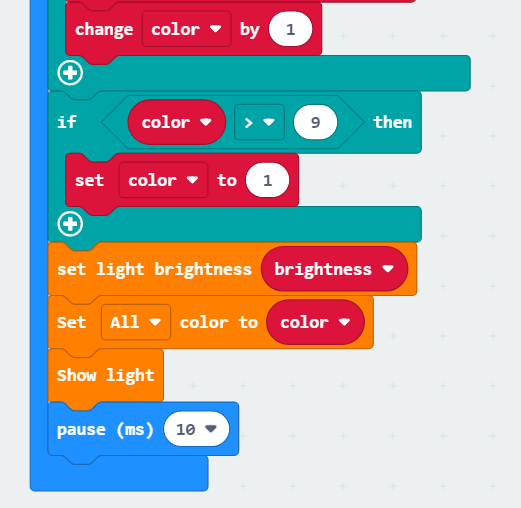 change color by 1
if color > 9 then
set color to 1
set light brightness brightness
Set All color to color
Show light
pause (ms) 10